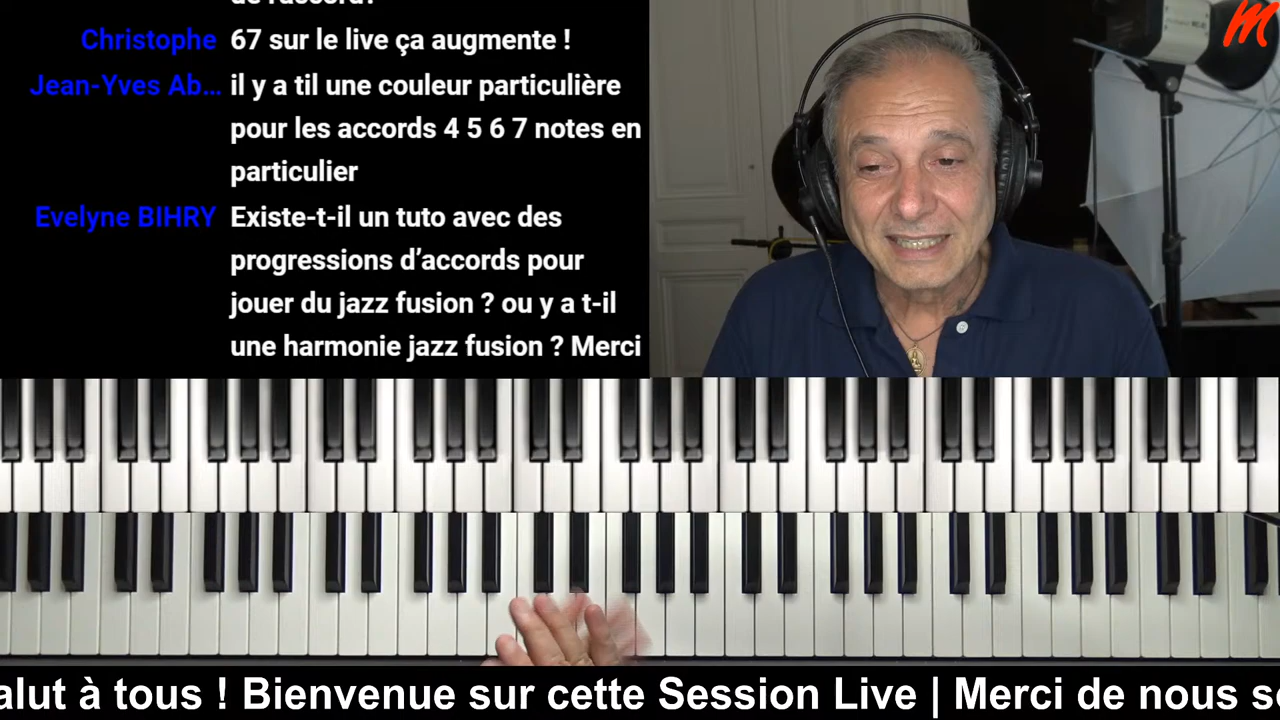 de l'accord?
Christophe 67 sur le live ça augmente !
Jean-Yves Ab... il y a til une couleur particulière
pour les accords 4 5 6 7 notes en
particulier
Evelyne BIHRY Existe-t-il un tuto avec des
progressions d’accords pour
jouer du jazz fusion ? ou y a t-il
une harmonie jazz fusion ? Merci
alut à tous ! Bienvenue sur cette Session Live | Merci de nous s